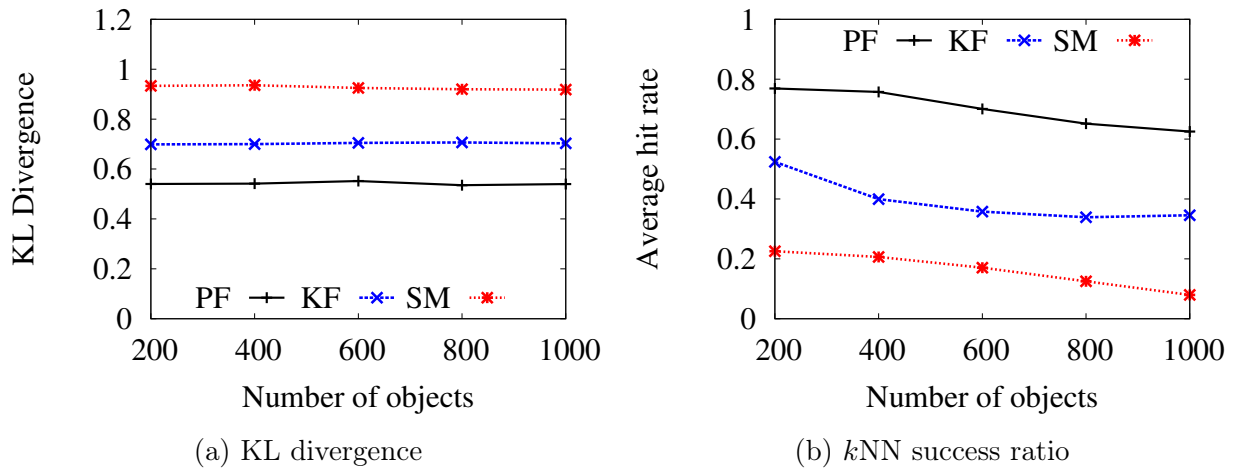 KL Divergence
1.2
1
0.8
0.6
0.4
0.2
0
PF KF SM
200 400 600 800 1000
Number of objects
(a) KL divergence
Average hit rate
1
0.8
0.6
0.4
0.2
0
PF KF SM
200 400 600 800 1000
Number of objects
(b) kNN success ratio